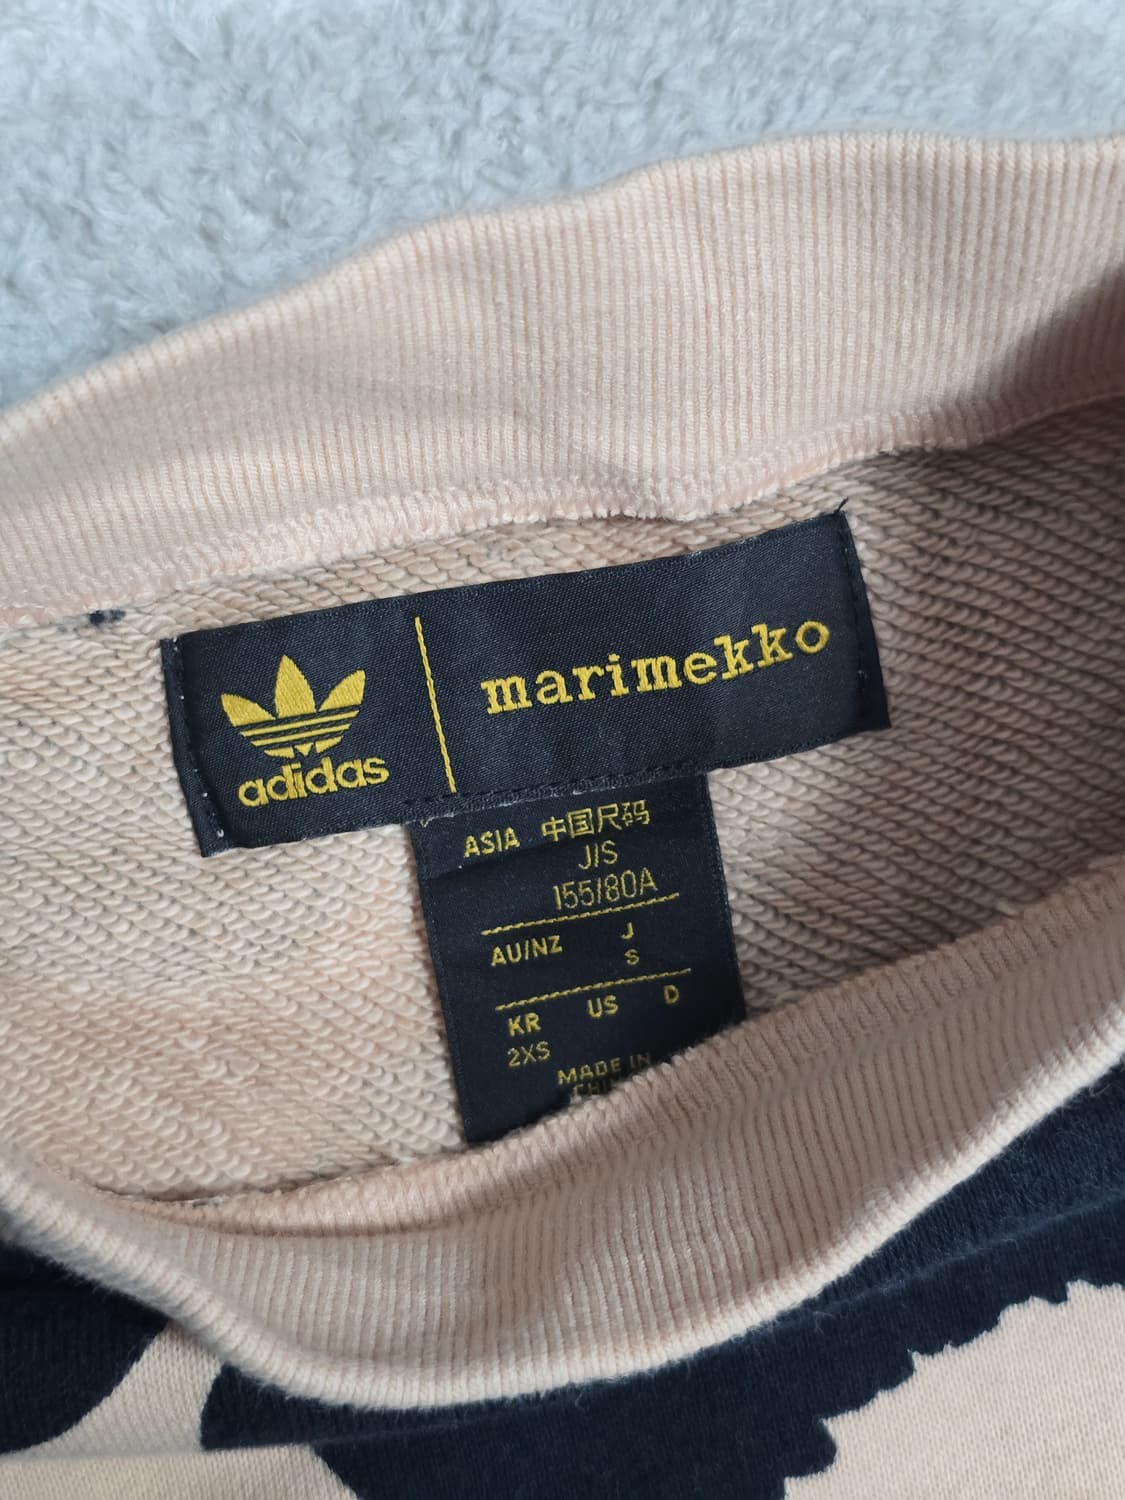 adidas
marimekko
ASIA 中国尺码
J/S
155/80A
AU/NZ J
S
KR US D
2XS
MADE IN